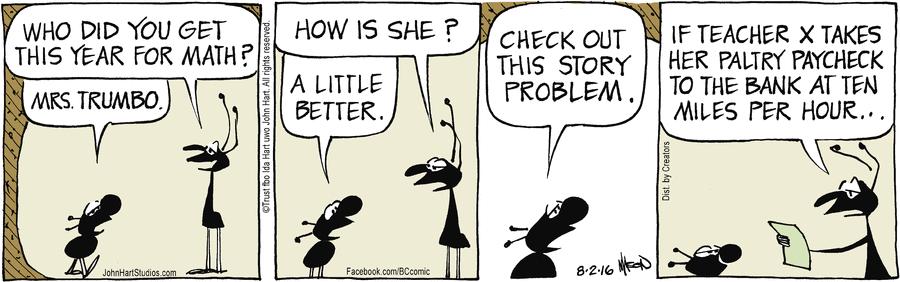 WHO DID YOU GET
THIS YEAR FOR MATH?
MRS. TRUMBO.
JohnHartStudios.com
©Trust fbo Ida Hart uwo John Hart. All rights reserved.
HOW IS SHE?
A LITTLE
BETTER.
Facebook.com/BCcomic
CHECK OUT
THIS STORY
PROBLEM.
8·2·16 MASON
IF TEACHER X TAKES
HER PALTRY PAYCHECK
TO THE BANK AT TEN
MILES PER HOUR...
Dist. by Creators